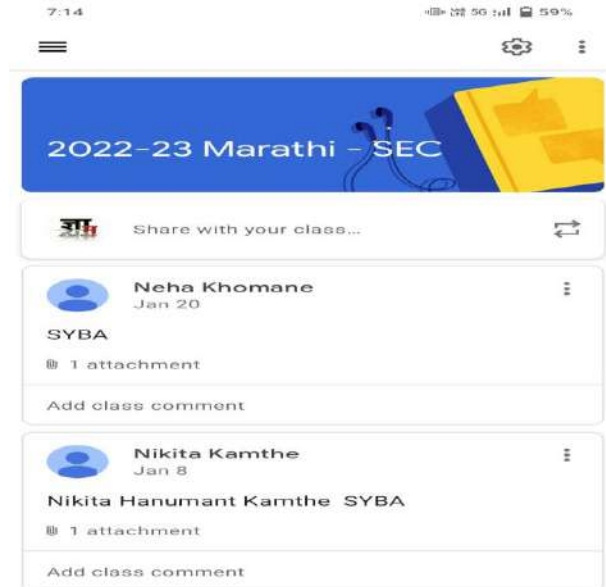 7:14
5G 59%
2022-23 Marathi - SEC
Share with your class...
Neha Khomane
Jan 20
SYBA
1 attachment
Add class comment
Nikita Kamthe
Jan 8
Nikita Hanumant Kamthe SYBA
1 attachment
Add class comment